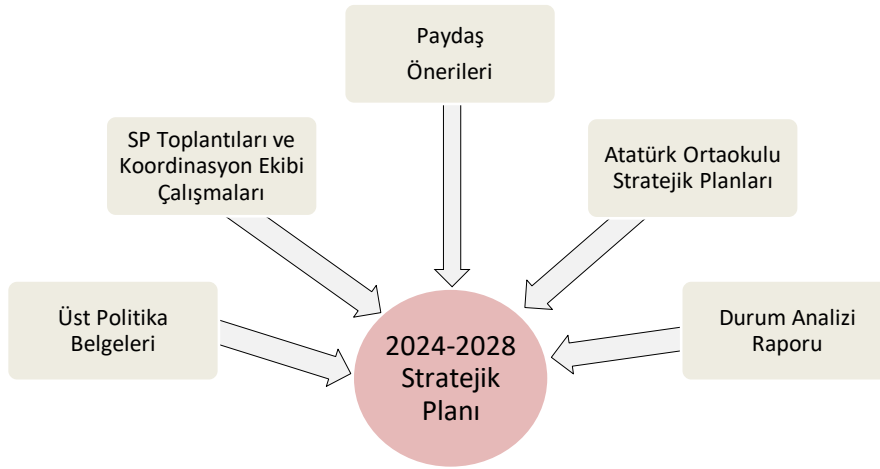 Paydaş
Önerileri
SP Toplantıları ve
Koordinasyon Ekibi
Çalışmaları
Atatürk Ortaokulu
Stratejik Planları
Üst Politika
Belgeleri
Durum Analizi
Raporu
2024-2028
Stratejik
Planı